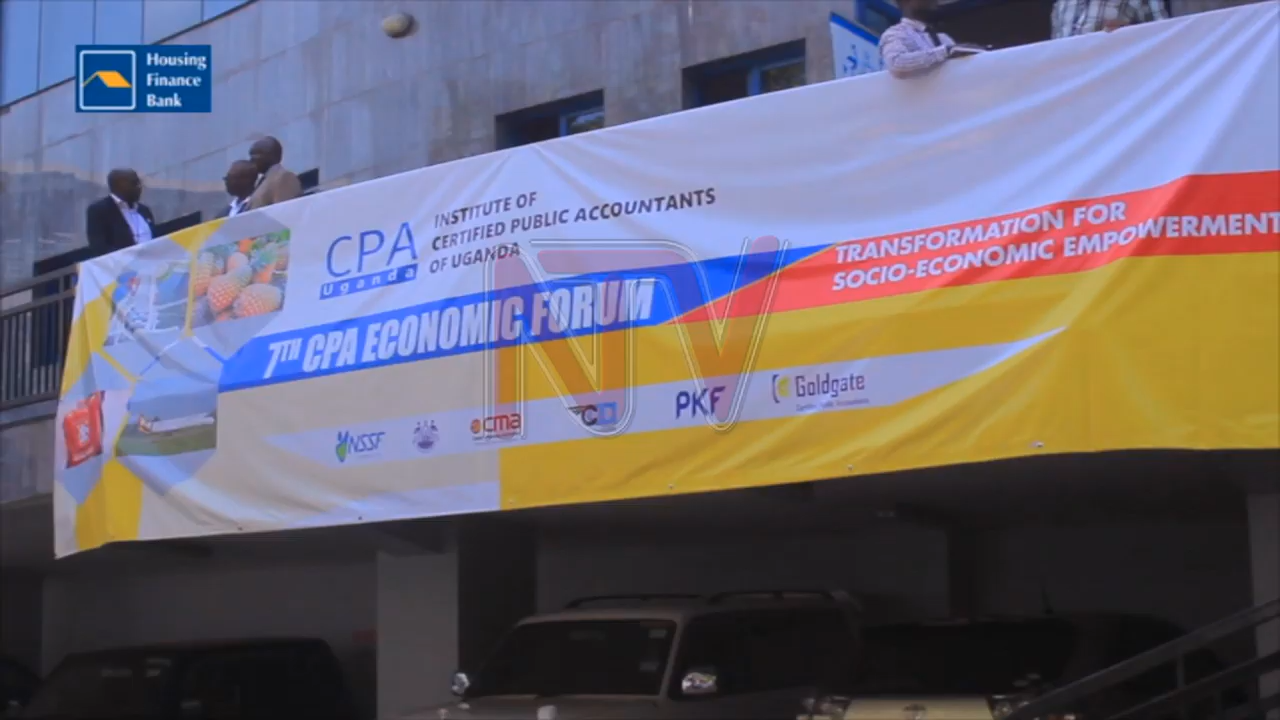 Housing
Finance
Bank
CPA
Uganda
INSTITUTE OF
CERTIFIED PUBLIC ACCOUNTANTS
OF UGANDA
7TH CPA ECONOMIC FORUM
TRANSFORMATION FOR
SOCIO-ECONOMIC EMPOWERMENT
NTV
NSSF
cma
PKF
Goldgate